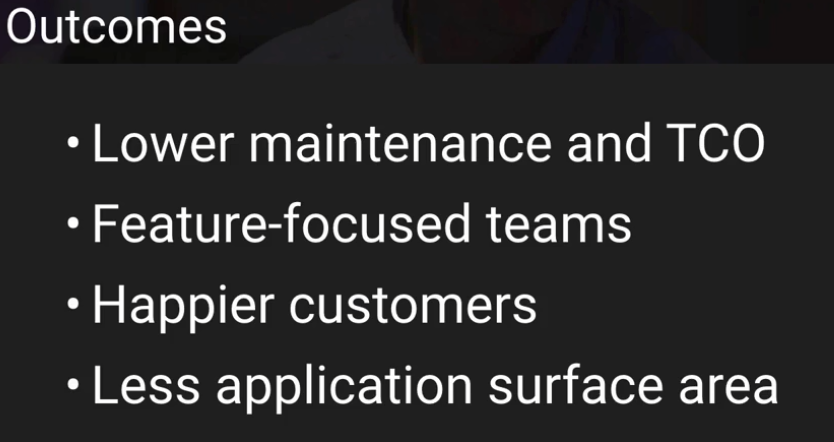 Outcomes
• Lower maintenance and TCO
• Feature-focused teams
• Happier customers
• Less application surface area